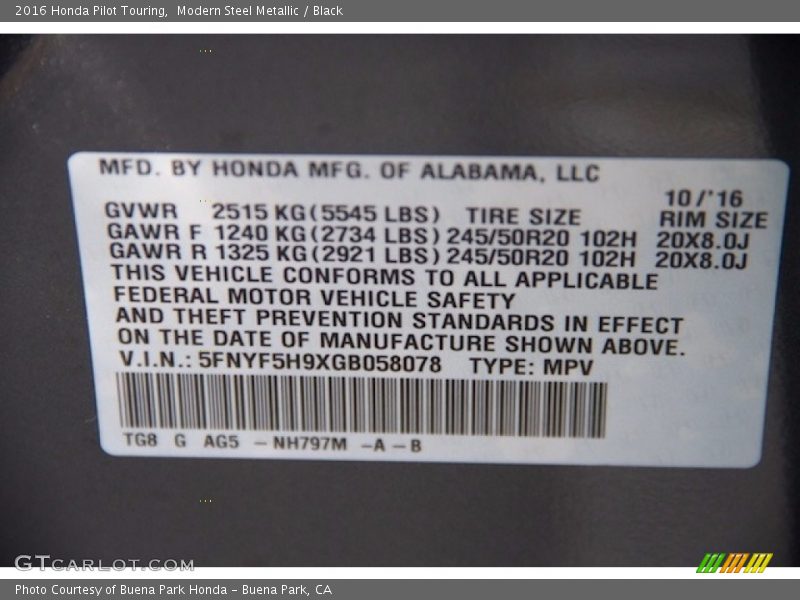 2016 Honda Pilot Touring,  Modern Steel Metallic / Black
MFD. BY HONDA MFG. OF ALABAMA, LLC
10/'16
GVWR 2515 KG(5545 LBS) TIRE SIZE RIM SIZE
GAWR F 1240 KG(2734 LBS) 245/50R20 102H 20X8.0J
GAWR R 1325 KG(2921 LBS) 245/50R20 102H 20X8.0J
THIS VEHICLE CONFORMS TO ALL APPLICABLE
FEDERAL MOTOR VEHICLE SAFETY
AND THEFT PREVENTION STANDARDS IN EFFECT
ON THE DATE OF MANUFACTURE SHOWN ABOVE.
V.I.N.: 5FNYF5H9XGB058078 TYPE: MPV
TG8 G AG5 – NH797M –A – B
GTCARLOT.COM
Photo Courtesy of Buena Park Honda – Buena Park, CA